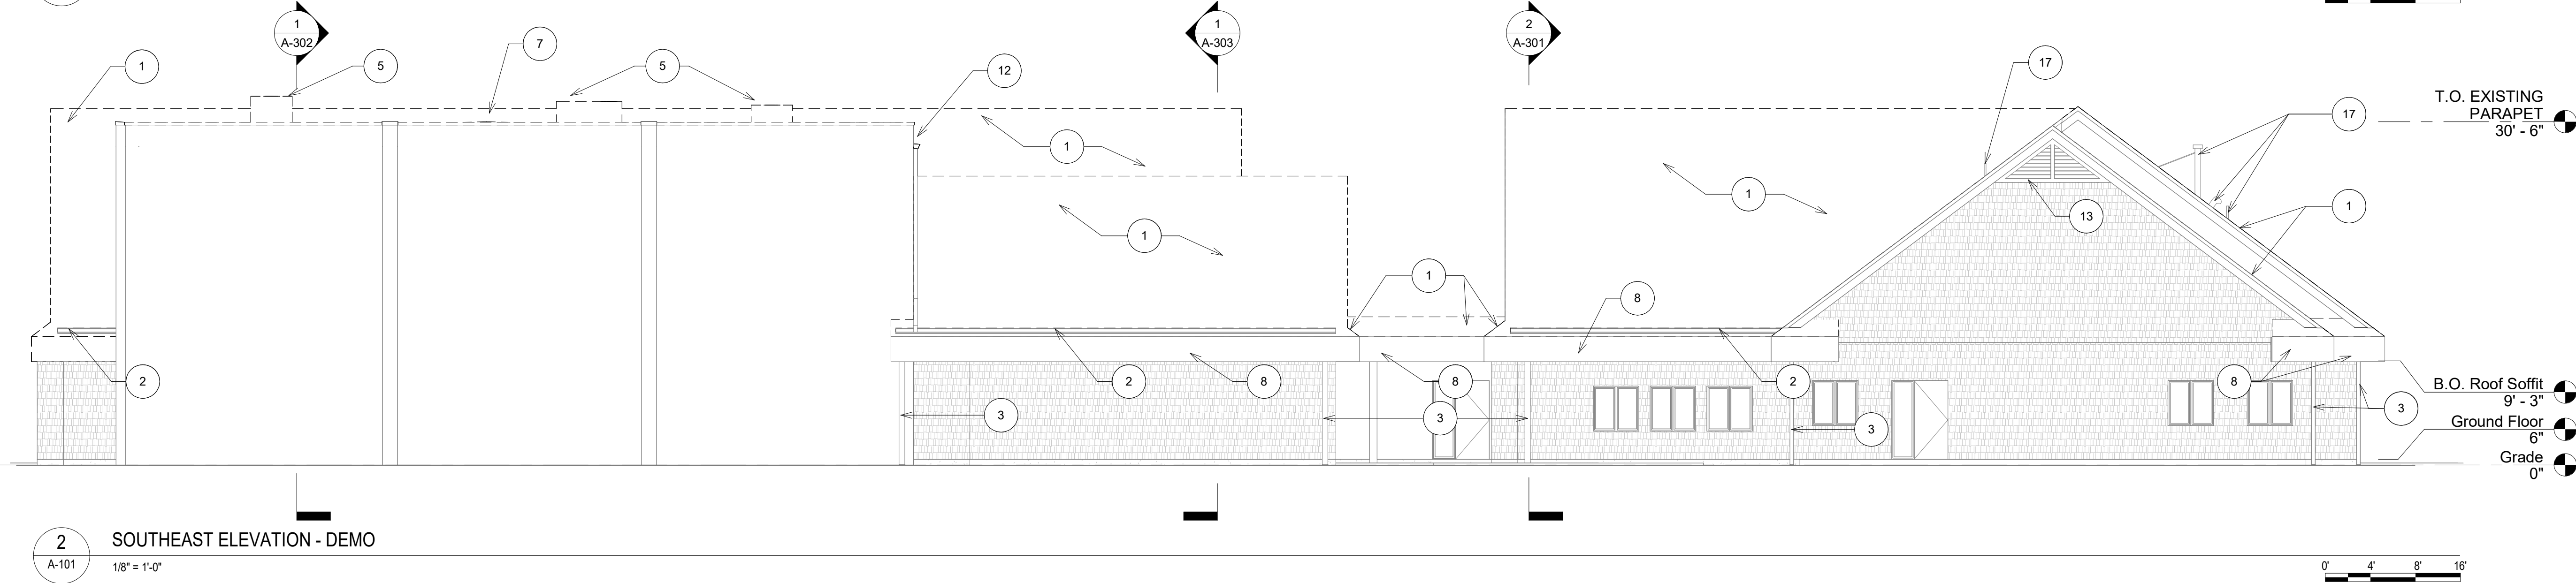 1
A-302
1
A-303
2
A-301
1
5
7
5
12
17
T.O. EXISTING
PARAPET
30' - 6"
17
1
1
13
1
1
1
8
2
2
8
8
2
8
B.O. Roof Soffit
9' - 3"
3
3
3
3
Ground Floor
6"
Grade
0"
2
A-101
SOUTHEAST ELEVATION - DEMO
1/8" = 1'-0"
0'
4'
8'
16'